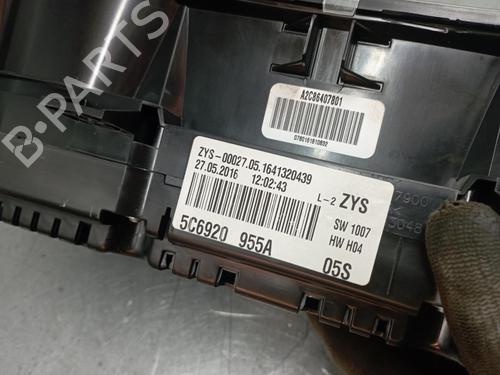 A2C86407801
0780161810832
ZYS-00027.05.1641320439
27.05.2016 12:02:43
L-2 ZYS
SW 1007
HW H04
5C6920 955A 05S
B-PARTS